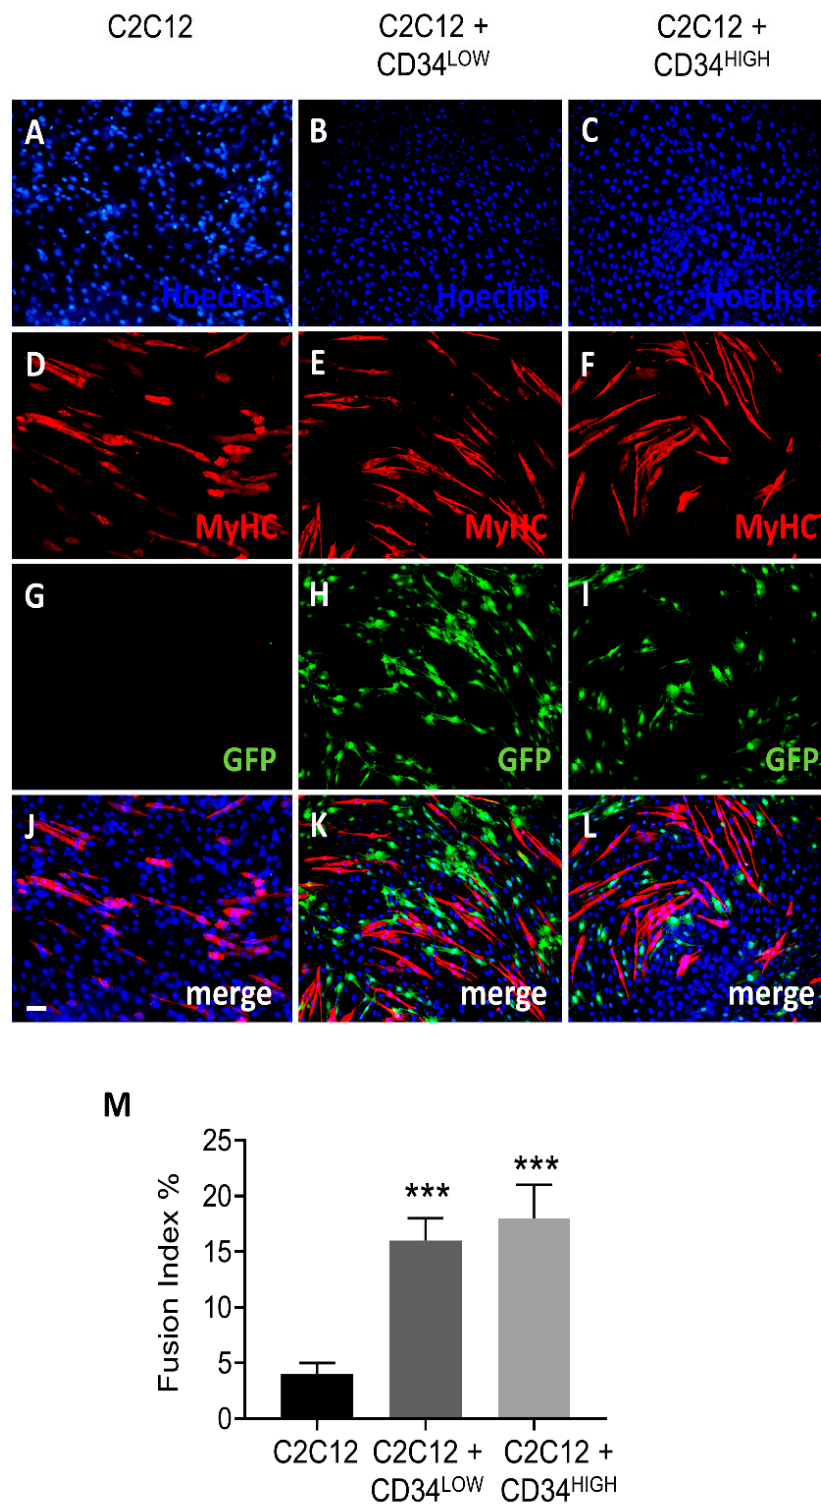 C2C12
C2C12 +
CD34LOW
C2C12 +
CD34HIGH
A
Hoechst
B
Hoechst
C
Hoechst
D
MyHC
E
MyHC
F
MyHC
G
GFP
H
GFP
I
GFP
J
merge
K
merge
L
merge
M
Fusion Index %
25
20
15
10
5
0
***
***
C2C12
C2C12 +
CD34LOW
C2C12 +
CD34HIGH